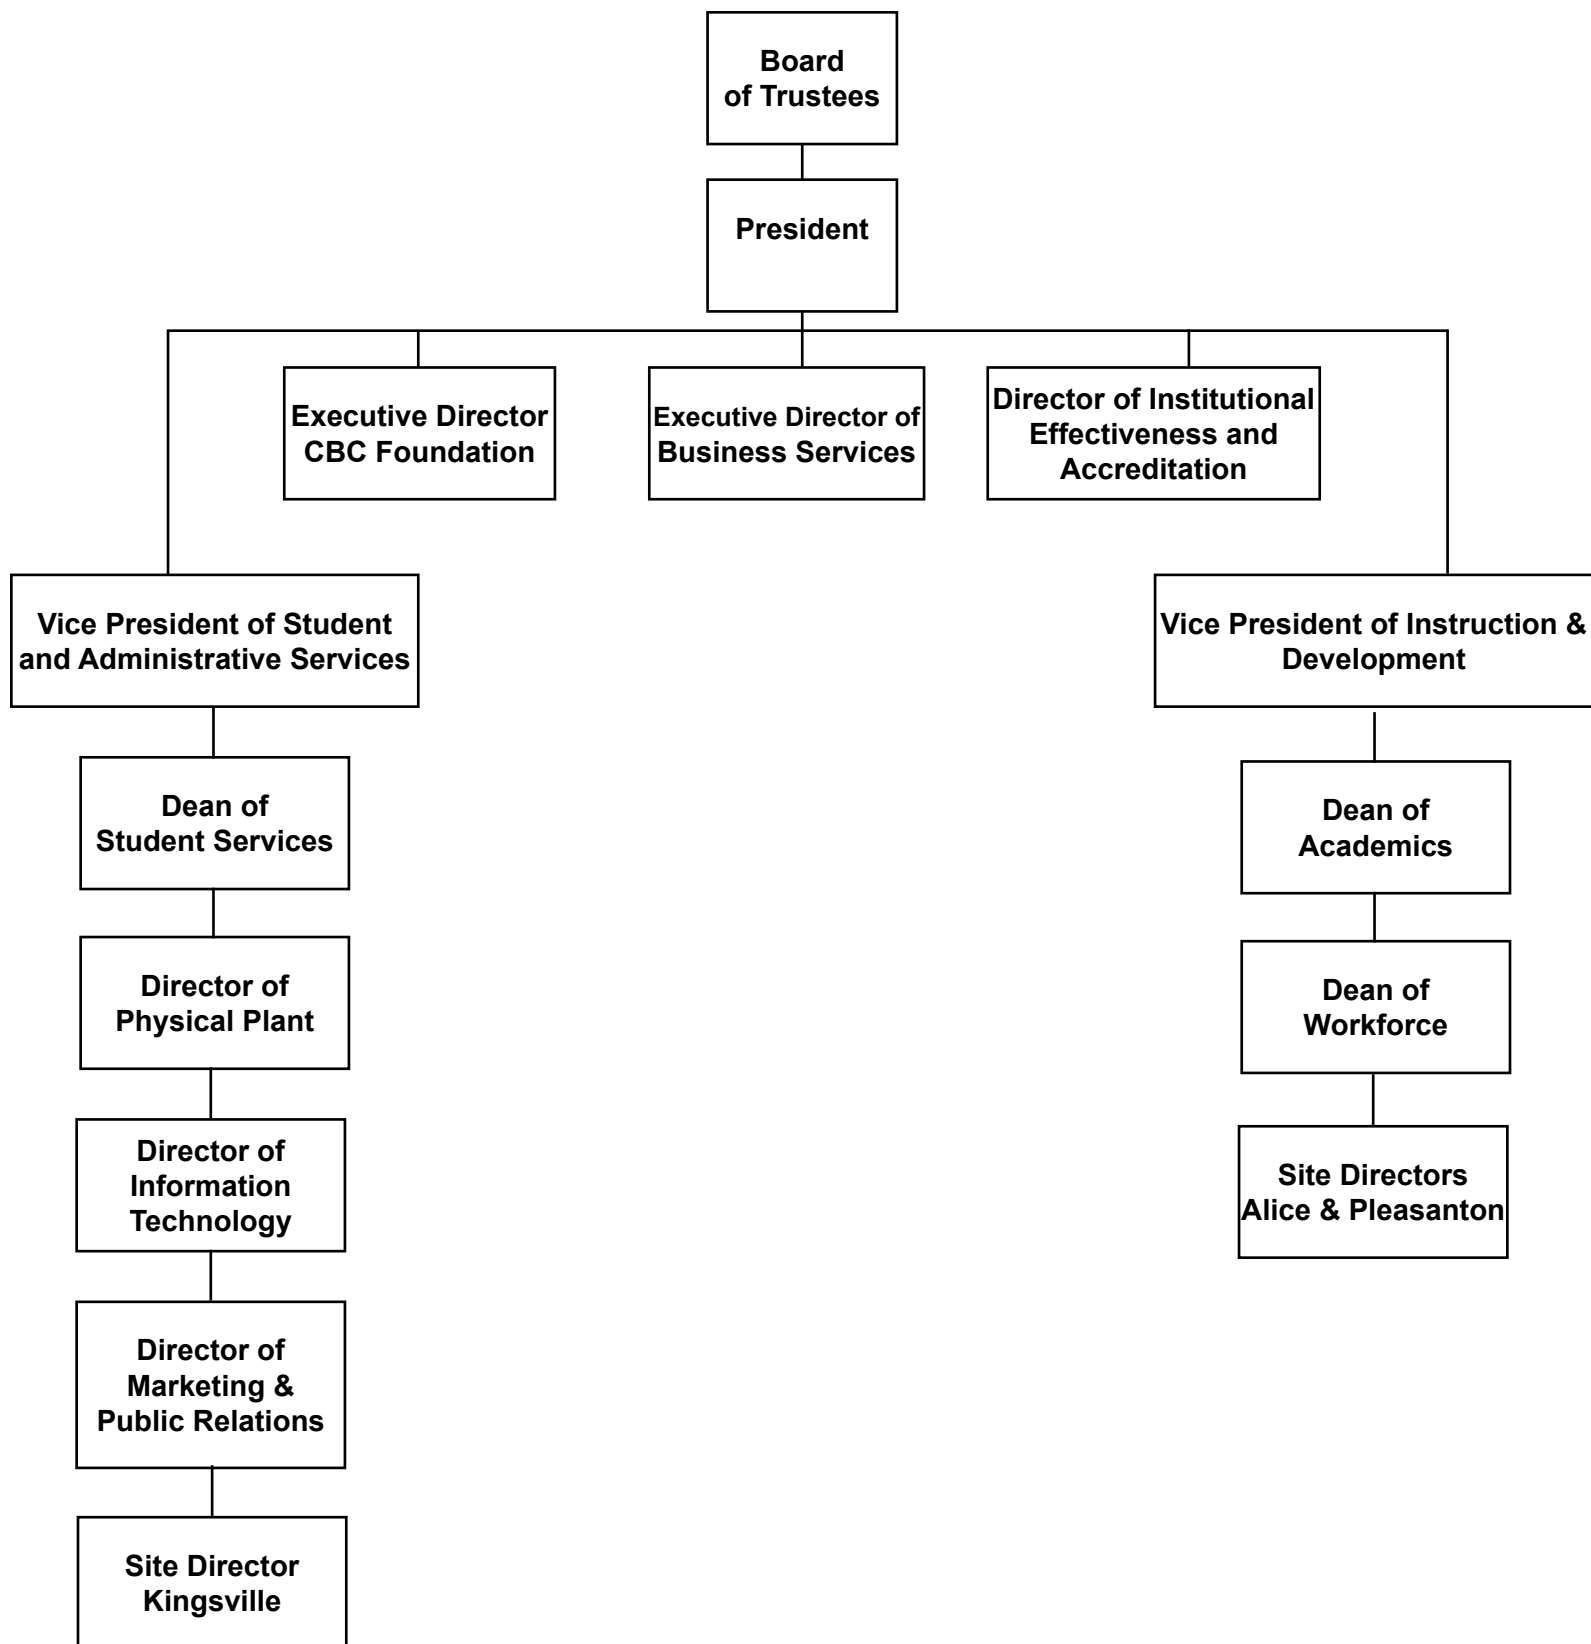 Board
of Trustees
President
Executive Director
CBC Foundation
Executive Director of
Business Services
Director of Institutional
Effectiveness and
Accreditation
Vice President of Student
and Administrative Services
Vice President of Instruction &
Development
Dean of
Student Services
Dean of
Academics
Director of
Physical Plant
Dean of
Workforce
Director of
Information
Technology
Site Directors
Alice & Pleasanton
Director of
Marketing &
Public Relations
Site Director
Kingsville